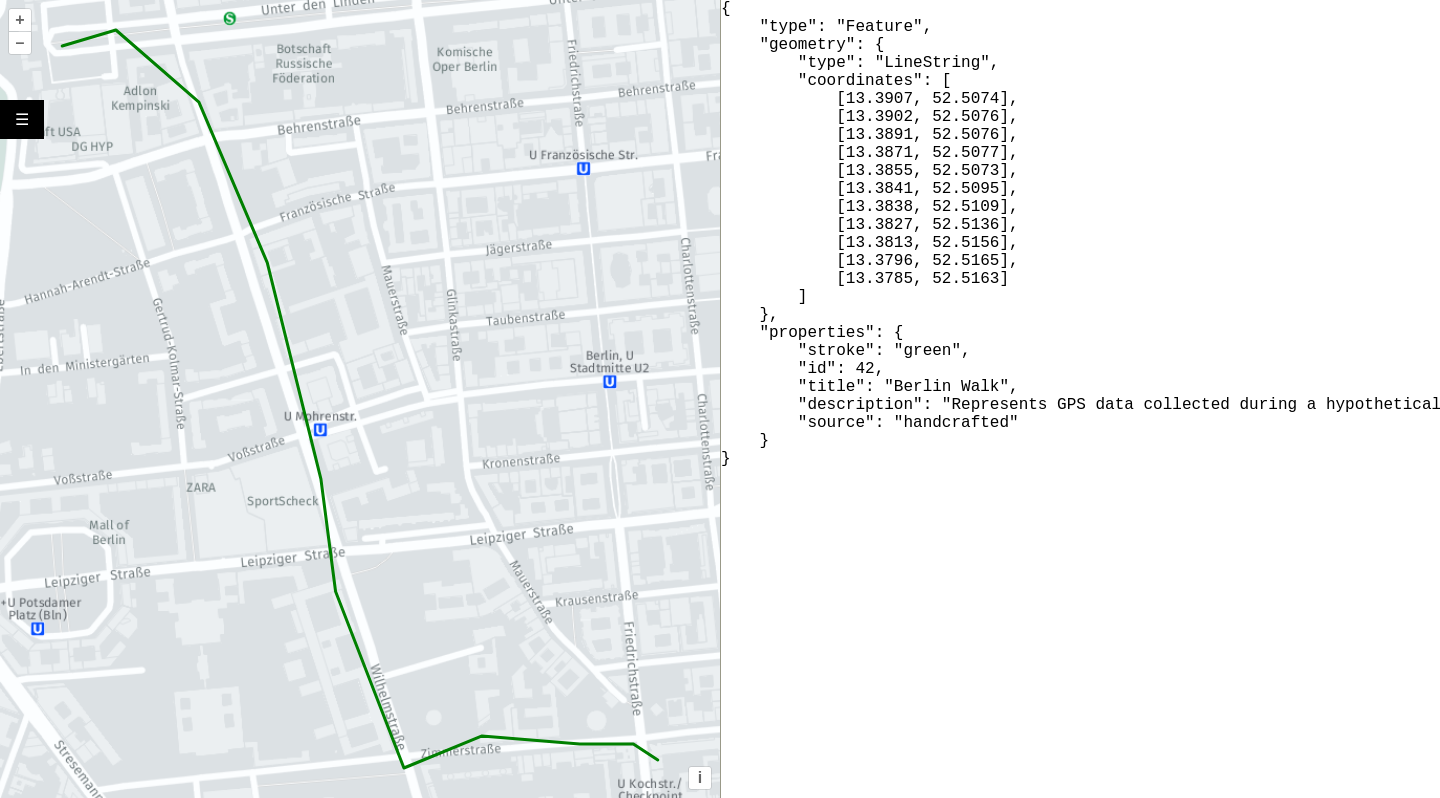 Unter den Linden
S
+
−
Botschaft
Russische
Föderation
Komische
Oper Berlin
Friedrichstraße
Adlon
Kempinski
Behrenstraße
Behrenstraße
Behrenstraße
☰
ft USA
DG HYP
U Französische Str.
U
Französische Straße
Jägerstraße
Charlottenstraße
Hannah-Arendt-Straße
Mauerstraße
Glinkastraße
Gertrud-Kolmar-Straße
Taubenstraße
In den Ministergärten
Berlin, U
Stadtmitte U2
U
Charlottenstraße
U Mohrenstr.
U
Voßstraße
Voßstraße
Kronenstraße
ZARA
SportScheck
Mall of
Berlin
Leipziger Straße
Leipziger Straße
Leipziger Straße
Mauerstraße
Krausenstraße
U Potsdamer
Platz (Bln)
U
Friedrichstraße
Wilhelmstraße
Zimmerstraße
Stresemann
U Kochstr./
Checkpoint
i
{
"type": "Feature",
"geometry": {
"type": "LineString",
"coordinates": [
[13.3907, 52.5074],
[13.3902, 52.5076],
[13.3891, 52.5076],
[13.3871, 52.5077],
[13.3855, 52.5073],
[13.3841, 52.5095],
[13.3838, 52.5109],
[13.3827, 52.5136],
[13.3813, 52.5156],
[13.3796, 52.5165],
[13.3785, 52.5163]
]
},
"properties": {
"stroke": "green",
"id": 42,
"title": "Berlin Walk",
"description": "Represents GPS data collected during a hypothetical
"source": "handcrafted"
}
}